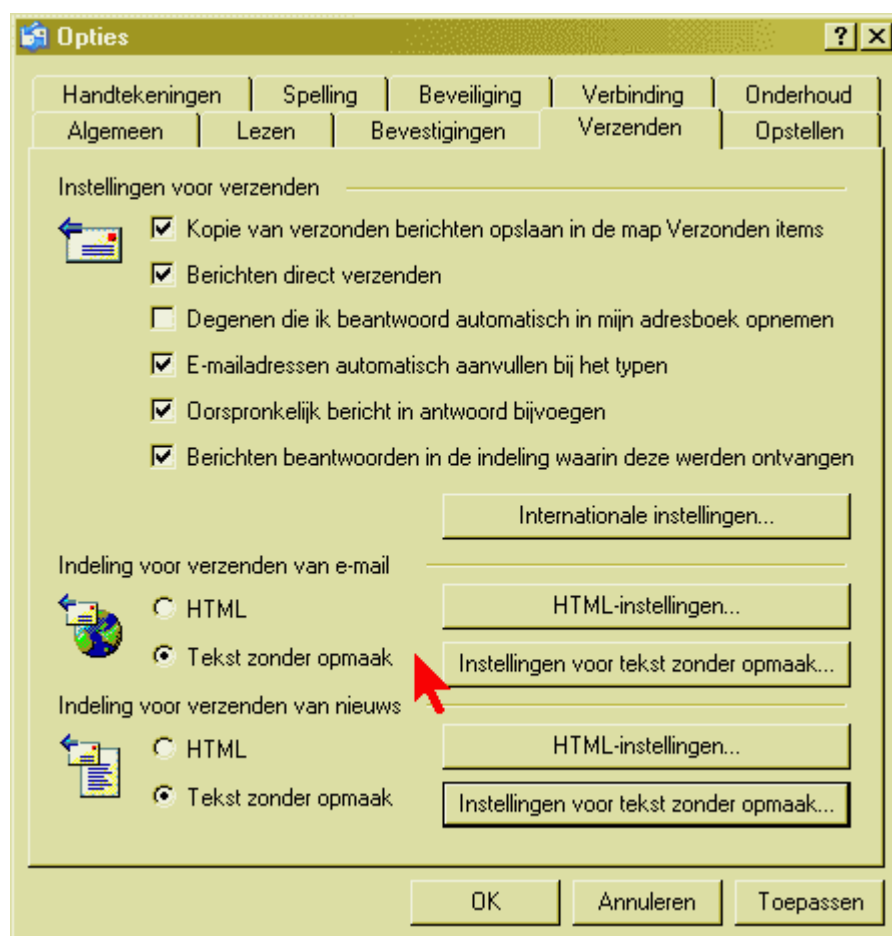 Opties
Handtekeningen Spelling Beveiliging Verbinding Onderhoud
Algemeen Lezen Bevestigingen Verzenden Opstellen
Instellingen voor verzenden
Kopie van verzonden berichten opslaan in de map Verzonden items
Berichten direct verzenden
Degenen die ik beantwoord automatisch in mijn adresboek opnemen
E-mailadressen automatisch aanvullen bij het typen
Oorspronkelijk bericht in antwoord bijvoegen
Berichten beantwoorden in de indeling waarin deze werden ontvangen
Internationale instellingen...
Indeling voor verzenden van e-mail
HTML HTML-instellingen...
Tekst zonder opmaak Instellingen voor tekst zonder opmaak...
Indeling voor verzenden van nieuws
HTML HTML-instellingen...
Tekst zonder opmaak Instellingen voor tekst zonder opmaak...
OK Annuleren Toepassen